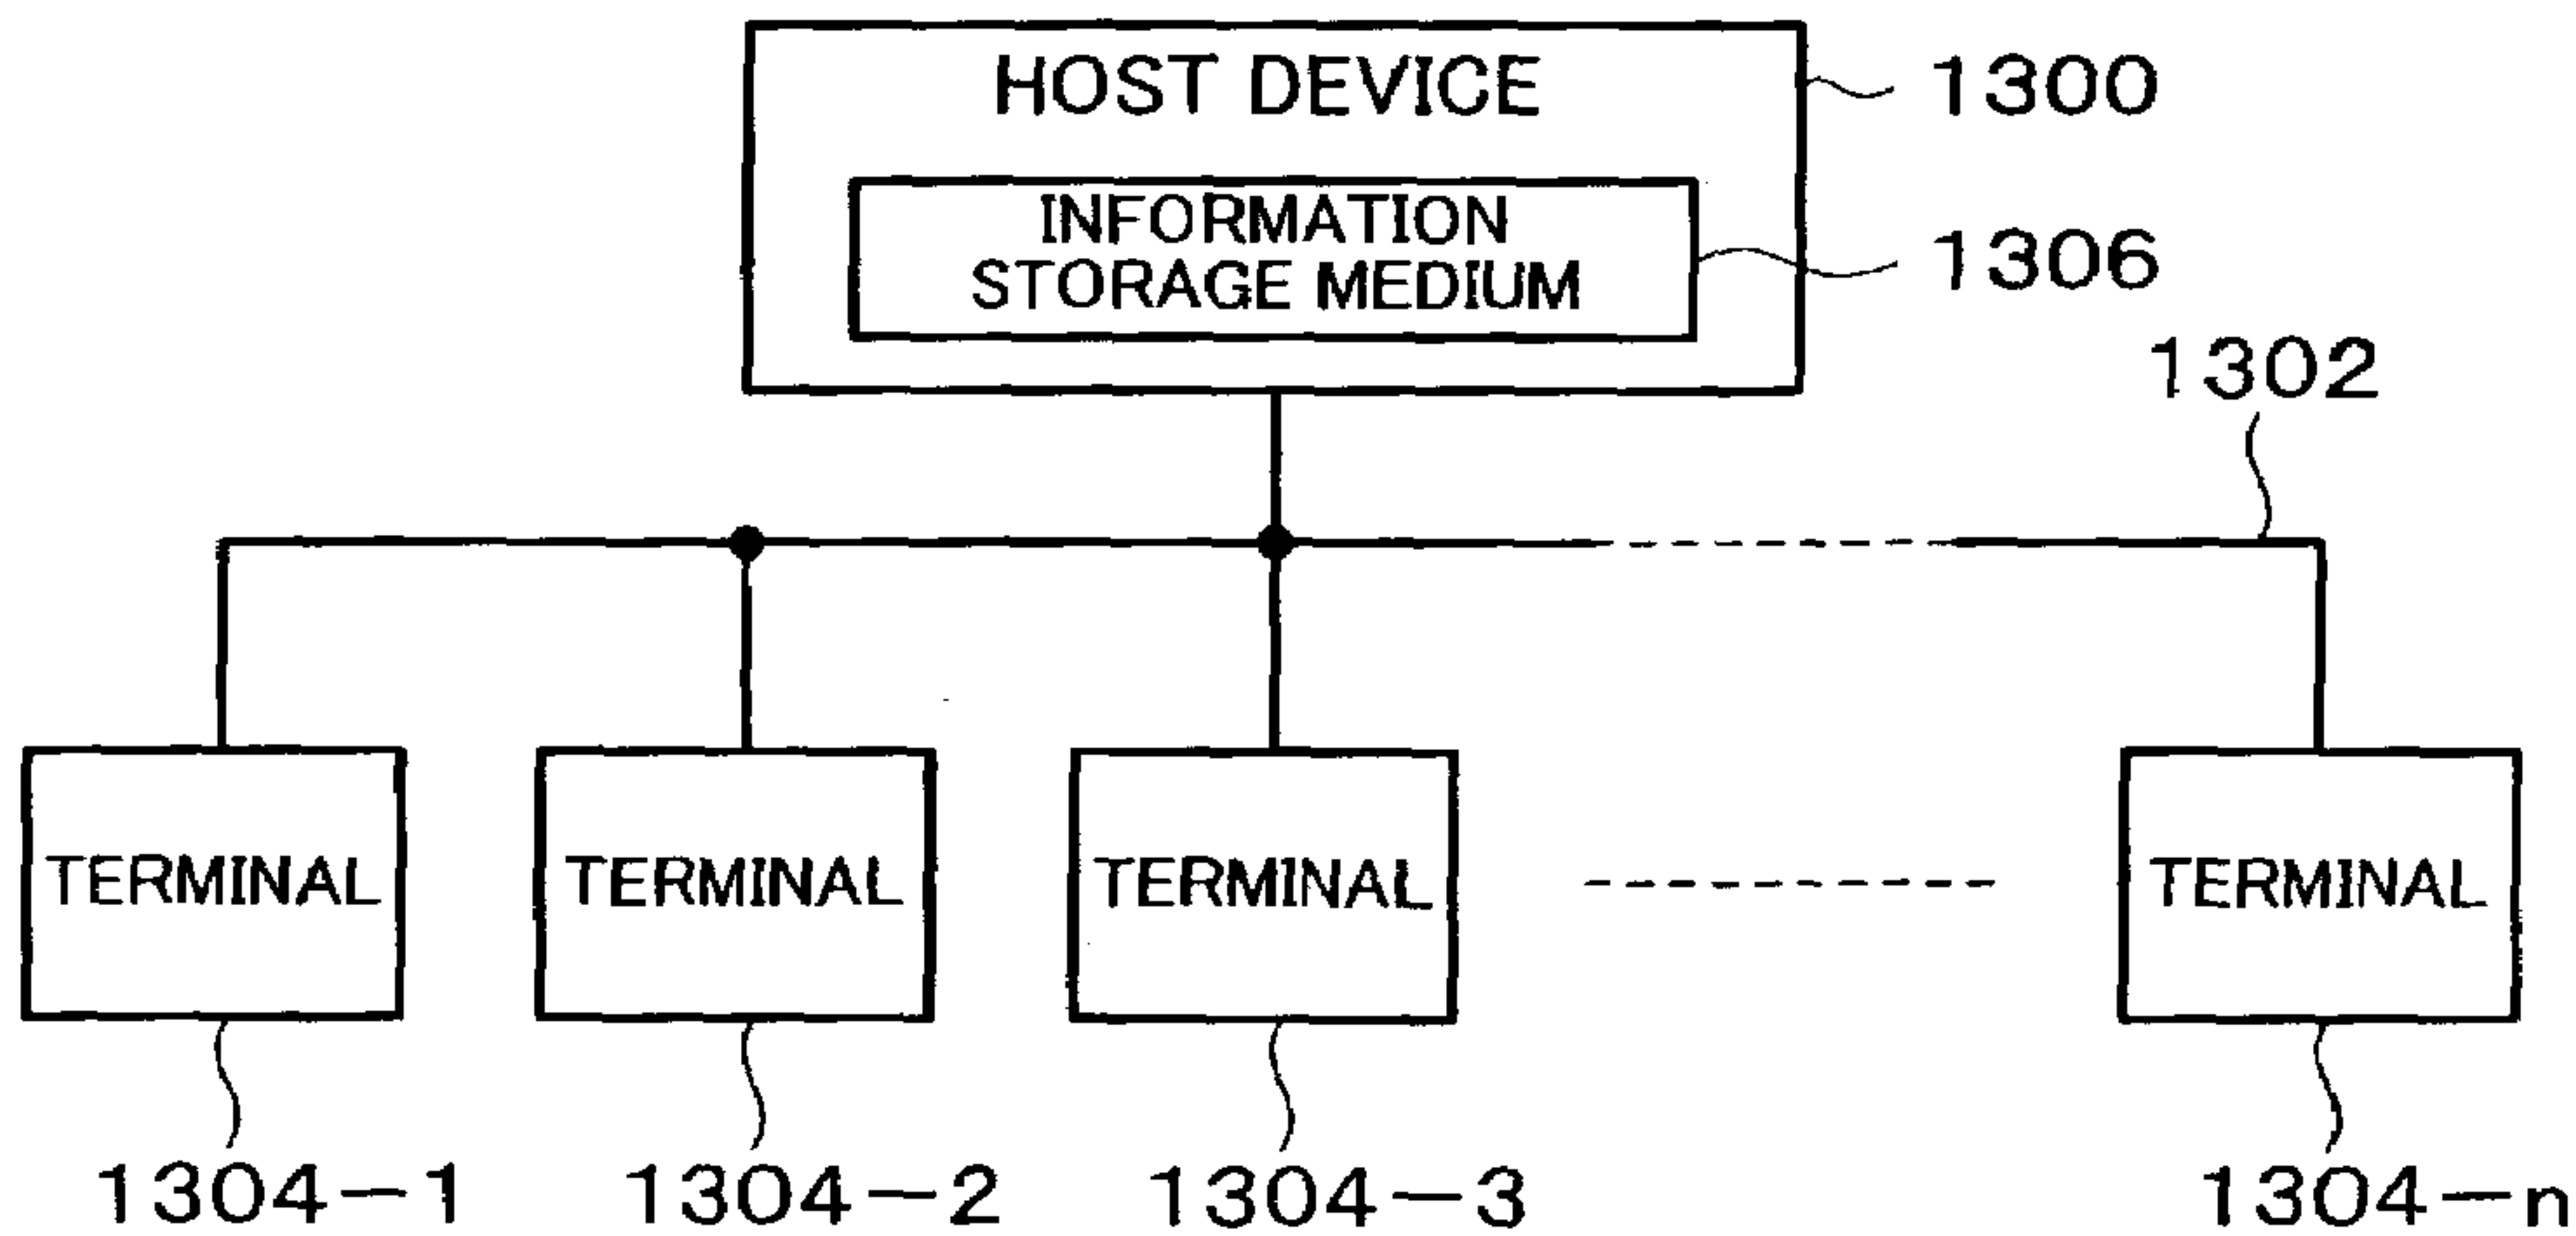 HOST DEVICE
1300
INFORMATION
STORAGE MEDIUM
1306
1302
TERMINAL
TERMINAL
TERMINAL
TERMINAL
1304-1
1304-2
1304-3
1304-n